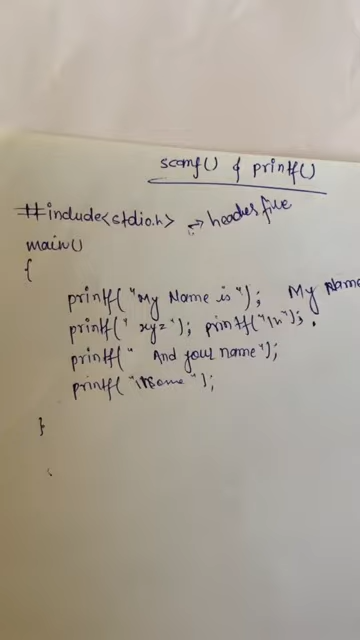 scanf() & printf()
#include<stdio.h> → header file
main()
{
printf("My Name is"); My Name
printf(" xyz"); printf("\n");
printf(" And your name");
printf("
");
}